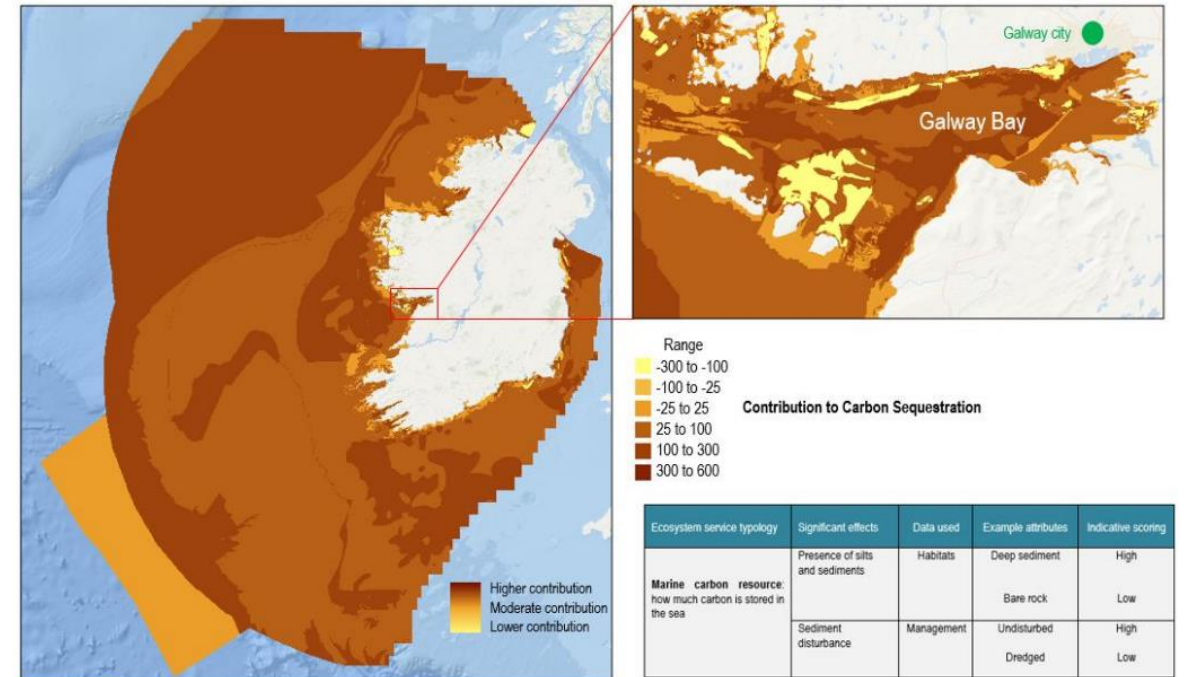 Galway city
Galway Bay
Range
-300 to -100
-100 to -25
-25 to 25
25 to 100
100 to 300
300 to 600
Contribution to Carbon Sequestration
Higher contribution
Moderate contribution
Lower contribution
Ecosystem service typology Significant effects Data used Example attributes Indicative scoring
Marine carbon resource:
how much carbon is stored in
the sea
Presence of silts
and sediments
Habitats
Deep sediment
High
Bare rock
Low
Sediment
disturbance
Management
Undisturbed
High
Dredged
Low